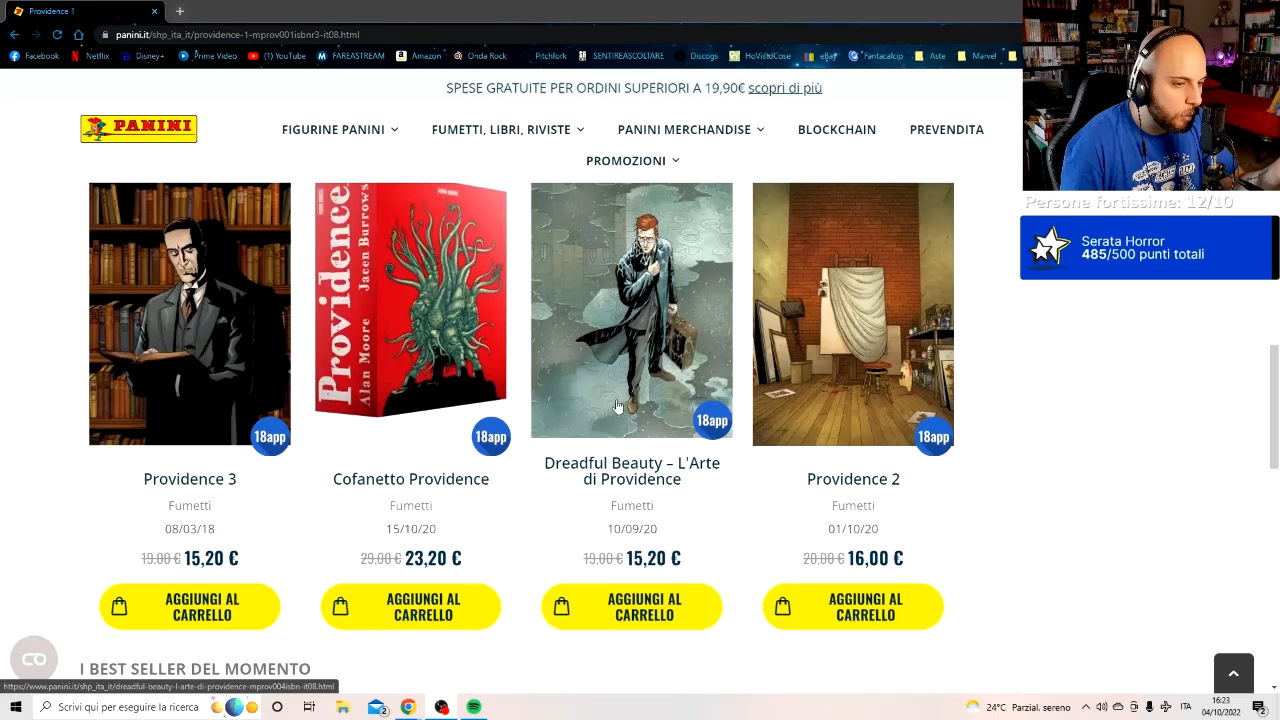 Providence 1
panini.it/shp_ita_it/providence-1-mprov001isbnr3-it08.html
Facebook
Netflix
Disney+
Prime Video
(1) YouTube
FAREASTREAM
Amazon
Onda Rock
Pitchfork
SENTIREASCOLTARE
Discogs
HoVistoCose
eBay
Fantacalcio
Aste
Marvel
SPESE GRATUITE PER ORDINI SUPERIORI A 19,90€ scopri di più
PANINI
FIGURINE PANINI
FUMETTI, LIBRI, RIVISTE
PANINI MERCHANDISE
BLOCKCHAIN
PREVENDITA
PROMOZIONI
Persone fortissime: 12/10
Serata Horror
485/500 punti totali
Providence
Alan Moore Jacen Burrows
18app
18app
18app
18app
Providence 3
Fumetti
08/03/18
19,00 € 15,20 €
AGGIUNGI AL
CARRELLO
Cofanetto Providence
Fumetti
15/10/20
29,00 € 23,20 €
AGGIUNGI AL
CARRELLO
Dreadful Beauty – L'Arte
di Providence
Fumetti
10/09/20
19,00 € 15,20 €
AGGIUNGI AL
CARRELLO
Providence 2
Fumetti
01/10/20
20,00 € 16,00 €
AGGIUNGI AL
CARRELLO
I BEST SELLER DEL MOMENTO
https://www.panini.it/shp_ita_it/dreadful-beauty-l-arte-di-providence-mprov004isbn-it08.html
Scrivi qui per eseguire la ricerca
2
24°C Parzial. sereno
ITA
16:23
04/10/2022
2